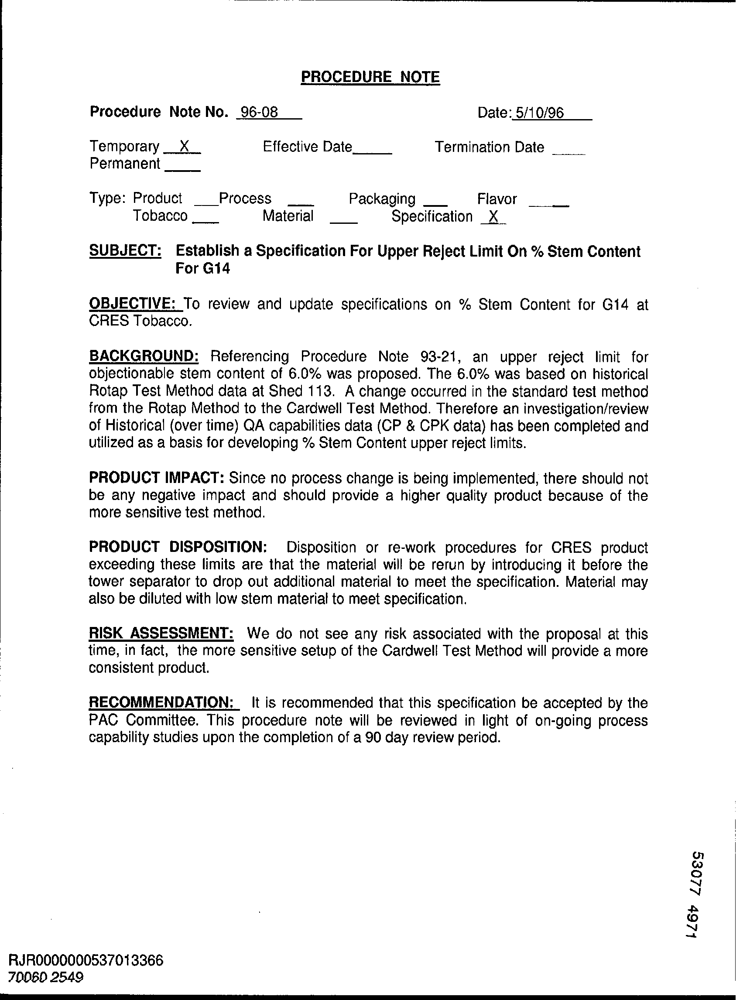 PROCEDURE NOTE
Procedure Note No. 96-08 Date: 5/10/96
Temporary X Effective Date Termination Date
Permanent
Type: Product Process Packaging Flavor
Tobacco Material Specification X
SUBJECT: Establish a Specification For Upper Reject Limit On % Stem Content
For G14
OBJECTIVE: To review and update specifications on % Stem Content for G14 at
CRES Tobacco.
BACKGROUND: Referencing Procedure Note 93-21, an upper reject limit for
objectionable stem content of 6.0% was proposed. The 6.0% was based on historical
Rotap Test Method data at Shed 113. A change occurred in the standard test method
from the Rotap Method to the Cardwell Test Method. Therefore an investigation/review
of Historical (over time) QA capabilities data (CP & CPK data) has been completed and
utilized as a basis for developing % Stem Content upper reject limits.
PRODUCT IMPACT: Since no process change is being implemented, there should not
be any negative impact and should provide a higher quality product because of the
more sensitive test method.
PRODUCT DISPOSITION: Disposition or re-work procedures for CRES product
exceeding these limits are that the material will be rerun by introducing it before the
tower separator to drop out additional material to meet the specification. Material may
also be diluted with low stem material to meet specification.
RISK ASSESSMENT: We do not see any risk associated with the proposal at this
time, in fact, the more sensitive setup of the Cardwell Test Method will provide a more
consistent product.
RECOMMENDATION: It is recommended that this specification be accepted by the
PAC Committee. This procedure note will be reviewed in light of on-going process
capability studies upon the completion of a 90 day review period.
53077 4971
RJR0000000537013366
70060 2549